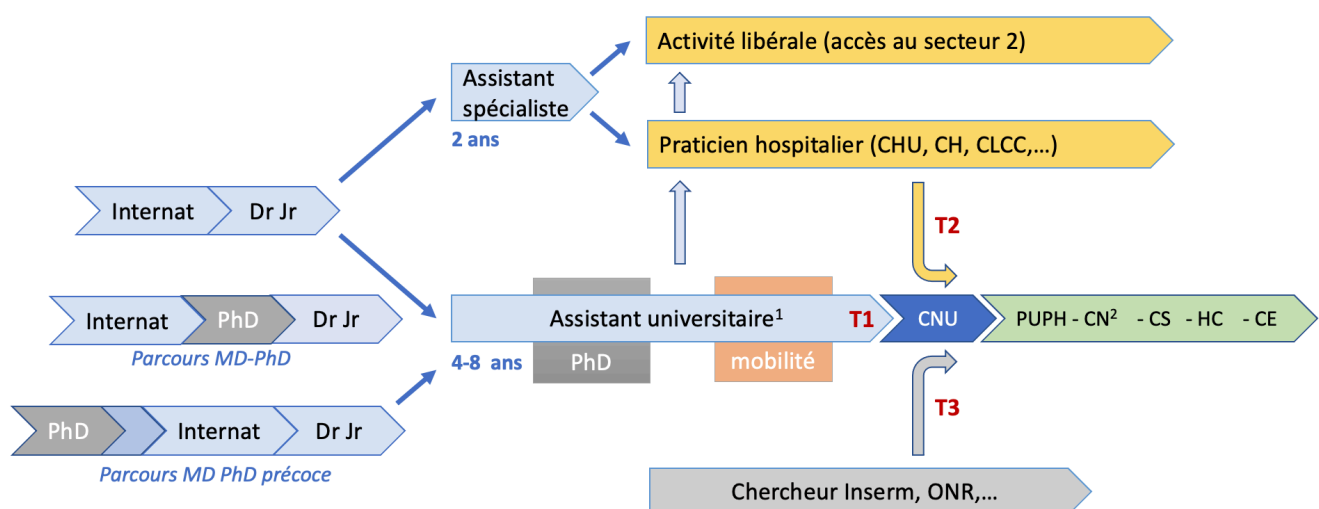 Activité libérale (accès au secteur 2)
Assistant
spécialiste
2 ans
Praticien hospitalier (CHU, CH, CLCC,…)
Internat
Dr Jr
T2
Internat
PhD
Dr Jr
Parcours MD-PhD
Assistant universitaire¹
T1
CNU
PUPH - CN² - CS - HC - CE
4-8 ans
PhD
mobilité
T3
PhD
Internat
Dr Jr
Parcours MD PhD précoce
Chercheur Inserm, ONR,…